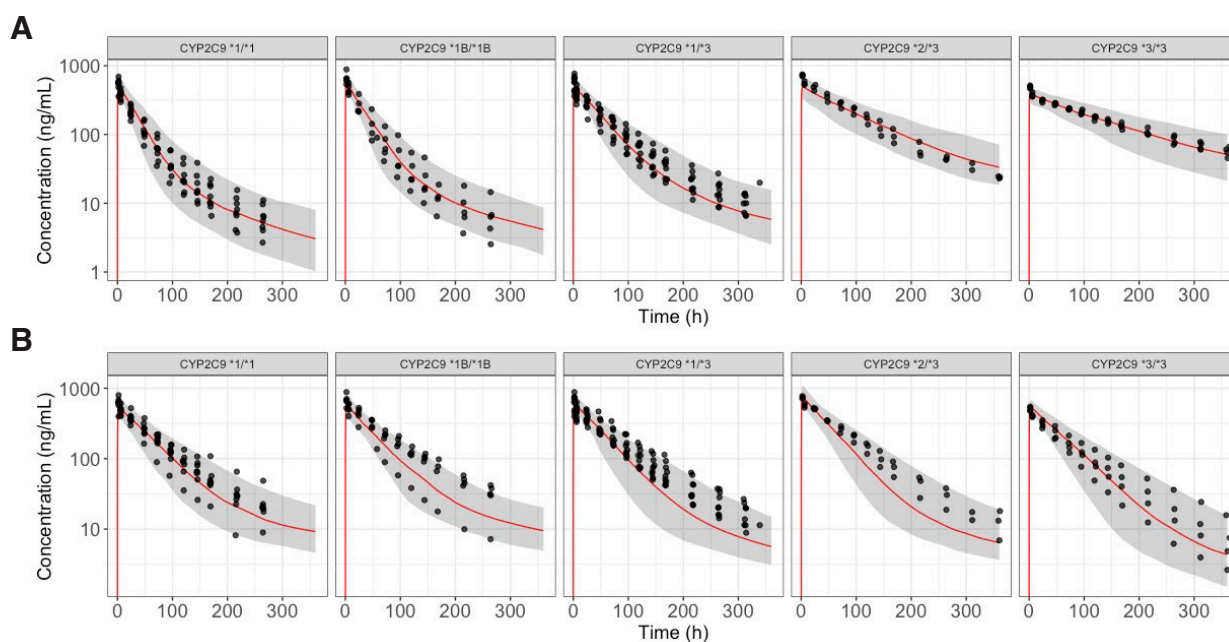 A
CYP2C9 *1/*1
CYP2C9 *1B/*1B
CYP2C9 *1/*3
CYP2C9 *2/*3
CYP2C9 *3/*3
Concentration (ng/mL)
1000
100
10
1
0 100 200 300
0 100 200 300
0 100 200 300
0 100 200 300
0 100 200 300
Time (h)
B
CYP2C9 *1/*1
CYP2C9 *1B/*1B
CYP2C9 *1/*3
CYP2C9 *2/*3
CYP2C9 *3/*3
Concentration (ng/mL)
1000
100
10
0 100 200 300
0 100 200 300
0 100 200 300
0 100 200 300
0 100 200 300
Time (h)